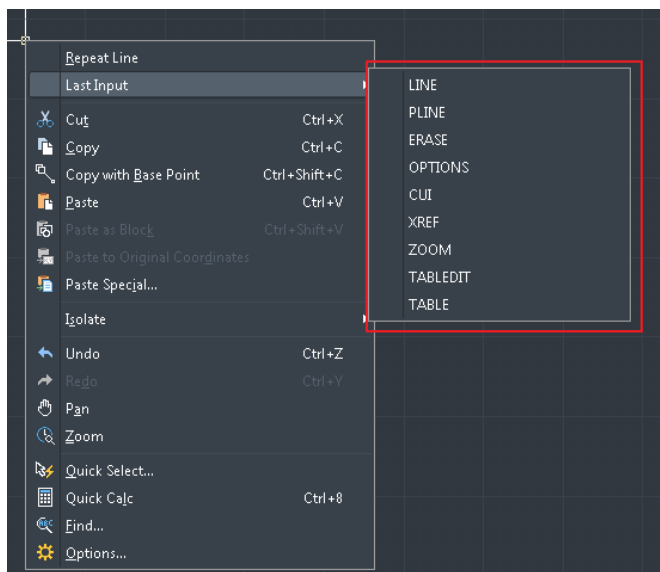 Repeat Line
Last Input
Cut Ctrl+X
Copy Ctrl+C
Copy with Base Point Ctrl+Shift+C
Paste Ctrl+V
Paste as Block Ctrl+Shift+V
Paste to Original Coordinates
Paste Special...
Isolate
Undo Ctrl+Z
Redo Ctrl+Y
Pan
Zoom
Quick Select...
Quick Calc Ctrl+8
Find...
Options...
LINE
PLINE
ERASE
OPTIONS
CUI
XREF
ZOOM
TABLEDIT
TABLE